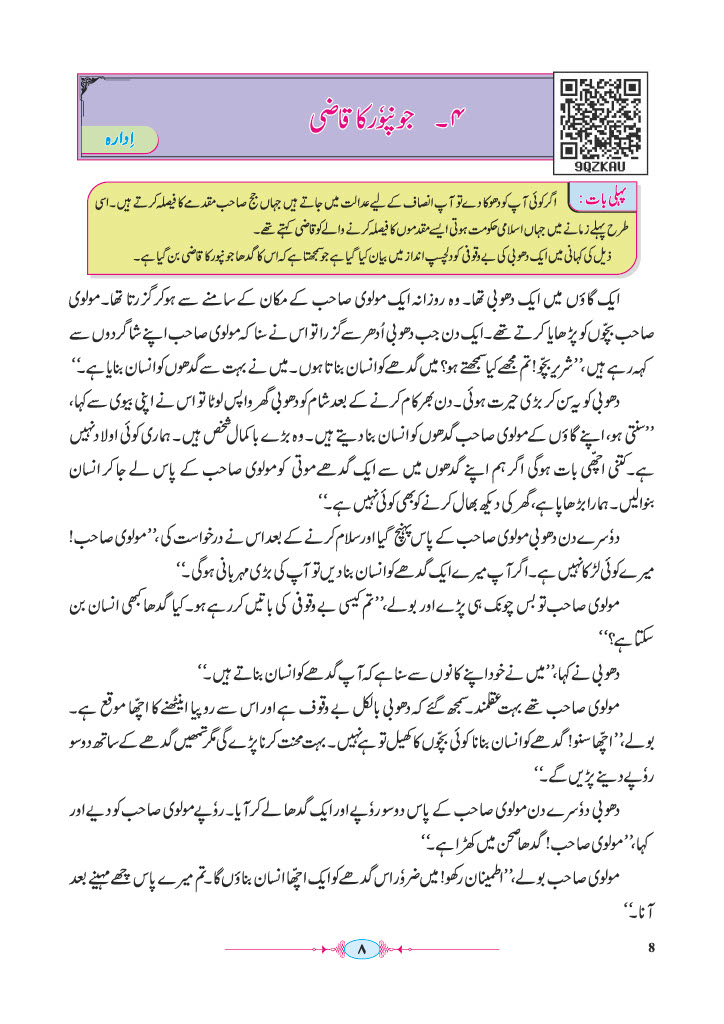 ۴۔ جونپوٗر کا قاضی
اِدارہ
9QZKAU
پہلی بات :
اگر کوئی آپ کو دھوکا دے تو آپ انصاف کے لیے عدالت میں جاتے ہیں جہاں جج صاحب مقدمے کا فیصلہ کرتے ہیں۔ اسی
طرح پہلے زمانے میں جہاں اسلامی حکومت ہوتی ایسے مقدموں کا فیصلہ کرنے والے کو قاضی کہتے تھے۔
ذیل کی کہانی میں ایک دھوبی کی بے وقوفی کو دلچسپ انداز میں بیان کیا گیا ہے جو سمجھتا ہے کہ اس کا گدھا جونپور کا قاضی بن گیا ہے۔
ایک گاؤں میں ایک دھوبی تھا۔ وہ روزانہ ایک مولوی صاحب کے مکان کے سامنے سے ہو کر گزرتا تھا۔ مولوی
صاحب بچّوں کو پڑھایا کرتے تھے۔ ایک دن جب دھوبی اُدھر سے گزرا تو اس نے سنا کہ مولوی صاحب اپنے شاگردوں سے
کہہ رہے ہیں، ’’شریر بچّو! تم مجھے کیا سمجھتے ہو؟ میں گدھے کو انسان بناتا ہوں۔ میں نے بہت سے گدھوں کو انسان بنایا ہے۔‘‘
دھوبی کو یہ سن کر بڑی حیرت ہوئی۔ دن بھر کام کرنے کے بعد شام کو دھوبی گھر واپس لوٹا تو اس نے اپنی بیوی سے کہا،
’’سنتی ہو، اپنے گاؤں کے مولوی صاحب گدھوں کو انسان بنا دیتے ہیں۔ وہ بڑے باکمال شخص ہیں۔ ہماری کوئی اولاد نہیں
ہے۔ کتنی اچھّی بات ہوگی اگر ہم اپنے گدھوں میں سے ایک گدھے موتی کو مولوی صاحب کے پاس لے جا کر انسان
بنوالیں۔ ہمارا بڑھاپا ہے، گھر کی دیکھ بھال کرنے کو بھی کوئی نہیں ہے۔‘‘
دوٗسرے دن دھوبی مولوی صاحب کے پاس پہنچ گیا اور سلام کرنے کے بعد اس نے درخواست کی، ’’مولوی صاحب!
میرے کوئی لڑکا نہیں ہے۔ اگر آپ میرے ایک گدھے کو انسان بنا دیں تو آپ کی بڑی مہربانی ہوگی۔‘‘
مولوی صاحب تو بس چونک ہی پڑے اور بولے، ’’تم کیسی بے وقوفی کی باتیں کر رہے ہو۔ کیا گدھا کبھی انسان بن
سکتا ہے؟‘‘
دھوبی نے کہا، ’’میں نے خود اپنے کانوں سے سنا ہے کہ آپ گدھے کو انسان بناتے ہیں۔‘‘
مولوی صاحب تھے بہت عقلمند۔ سمجھ گئے کہ دھوبی بالکل بے وقوف ہے اور اس سے روپیا اینٹھنے کا اچھّا موقع ہے۔
بولے، ’’اچھّا سنو! گدھے کو انسان بنانا کوئی بچّوں کا کھیل تو ہے نہیں۔ بہت محنت کرنا پڑے گی مگر تمھیں گدھے کے ساتھ دو سو
روٗپے دینے پڑیں گے۔‘‘
دھوبی دوٗسرے دن مولوی صاحب کے پاس دو سو روٗپے اور ایک گدھا لے کر آیا۔ روٗپے مولوی صاحب کو دیے اور
کہا، ’’مولوی صاحب! گدھا صحن میں کھڑا ہے۔‘‘
مولوی صاحب بولے، ’’اطمینان رکھو! میں ضروٗر اس گدھے کو ایک اچھّا انسان بناؤں گا۔ تم میرے پاس چھے مہینے بعد
آنا۔‘‘
۸
8